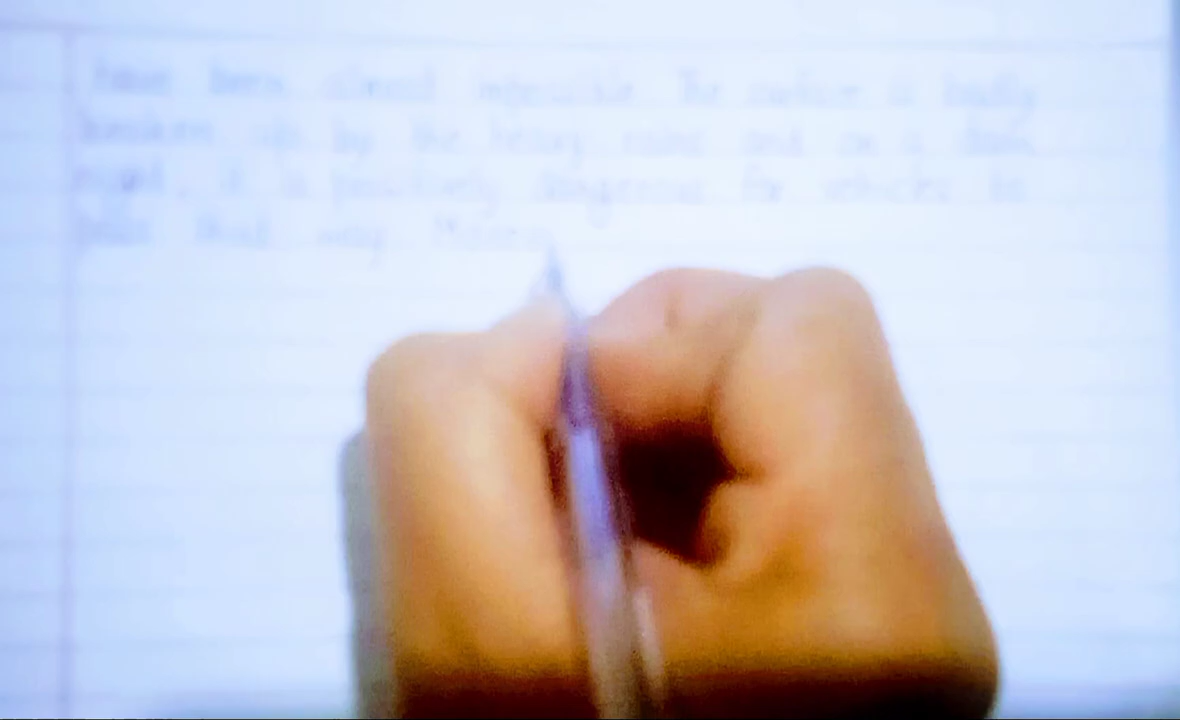 have been almost impossible. The surface is badly
broken up by the heavy rains and on a dark
night, it is positively dangerous for vehicles to
pass that way. Moreo